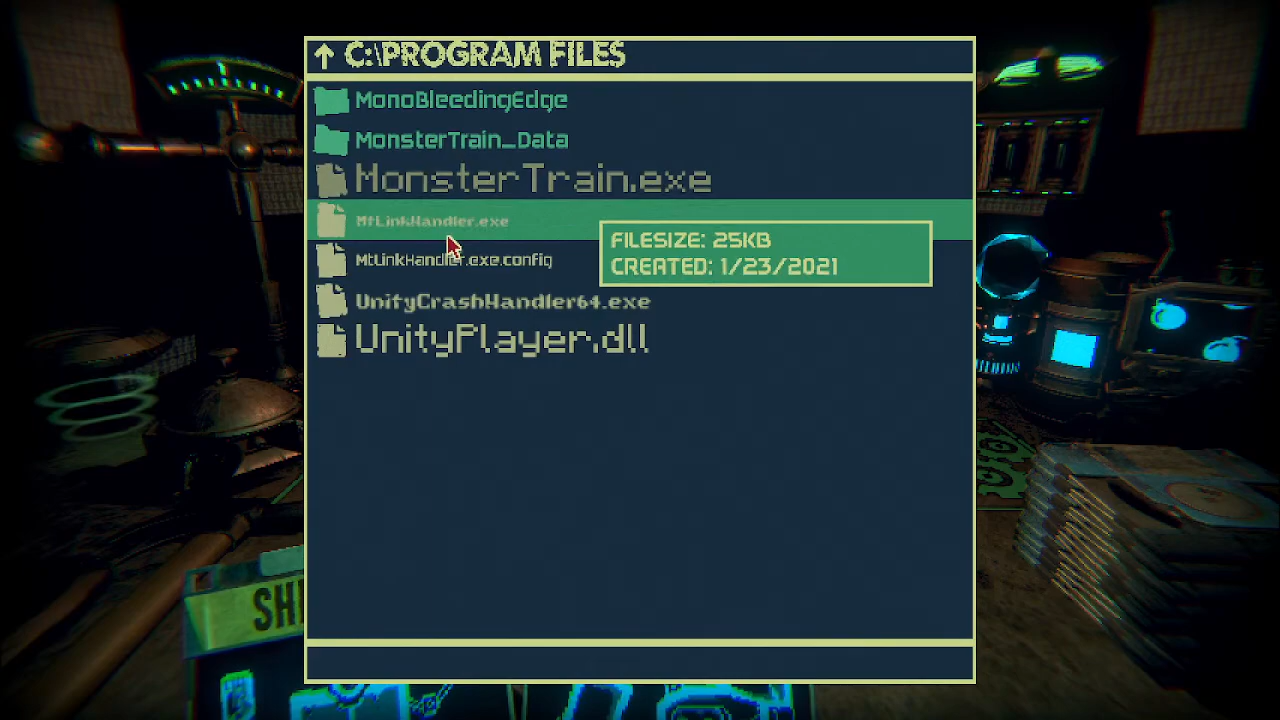 C:\PROGRAM FILES
MonoBleedingEdge
MonsterTrain_Data
MonsterTrain.exe
MtLinkHandler.exe
FILESIZE: 25KB
MtLinkHandler.exe.config
CREATED: 1/23/2021
UnityCrashHandler64.exe
UnityPlayer.dll
SH